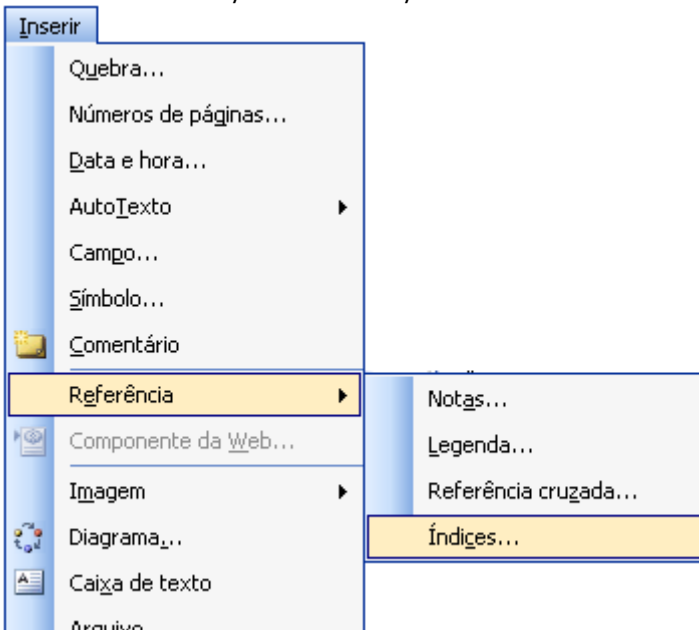 Inserir
Quebra...
Números de páginas...
Data e hora...
AutoTexto
Campo...
Símbolo...
Comentário
Referência
Notas...
Componente da Web...
Legenda...
Imagem
Referência cruzada...
Diagrama...
Índices...
Caixa de texto
Arquivo